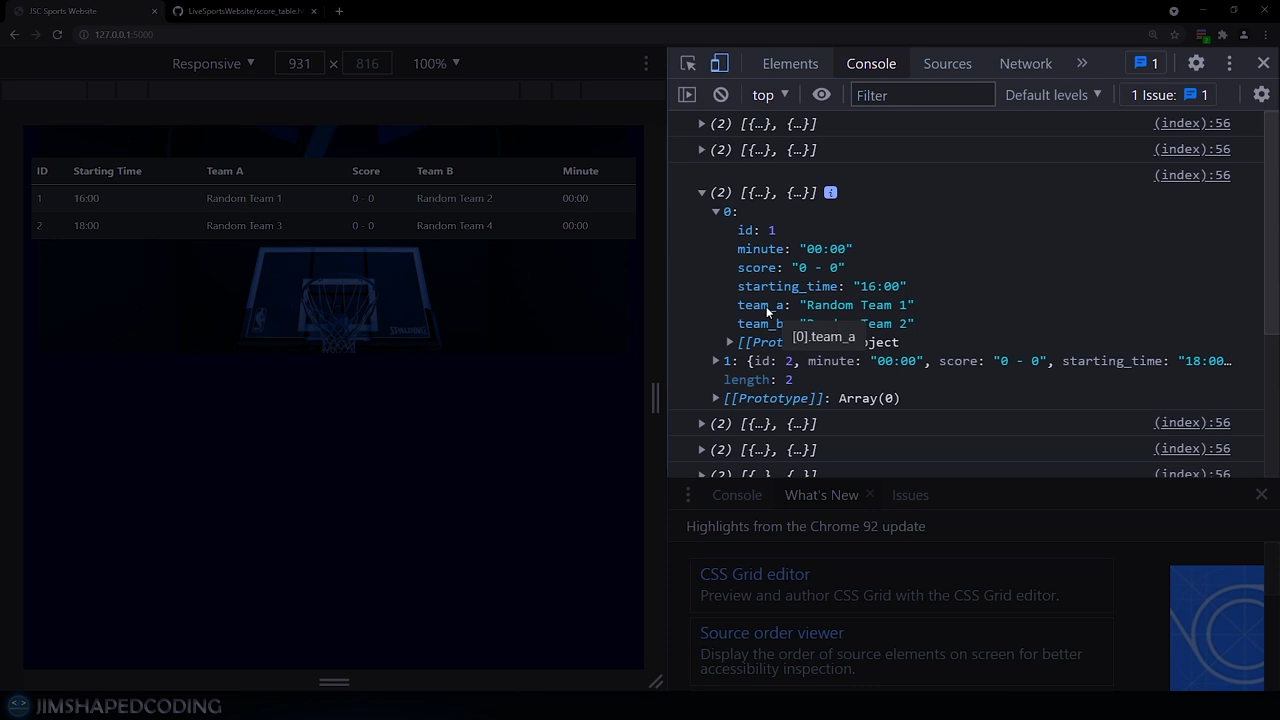 JSC Sports Website
LiveSportsWebsite/score_table.h
127.0.0.1:5000
Responsive 931 × 816 100%
Elements Console Sources Network » 1
top Filter Default levels 1 Issue: 1
(2) [{…}, {…}] (index):56
(2) [{…}, {…}] (index):56
(index):56
(2) [{…}, {…}] i
0:
id: 1
minute: "00:00"
score: "0 - 0"
starting_time: "16:00"
team_a: "Random Team 1"
team_b Team 2"
[0].team_a
[[Prot oject
1: {id: 2, minute: "00:00", score: "0 - 0", starting_time: "18:00…
length: 2
[[Prototype]]: Array(0)
(2) [{…}, {…}] (index):56
(2) [{…}, {…}] (index):56
(2) [{…}, {…}] (index):56
ID Starting Time Team A Score Team B Minute
1 16:00 Random Team 1 0 - 0 Random Team 2 00:00
2 18:00 Random Team 3 0 - 0 Random Team 4 00:00
SPALDING
Console What's New Issues
Highlights from the Chrome 92 update
CSS Grid editor
Preview and author CSS Grid with the CSS Grid editor.
Source order viewer
Display the order of source elements on screen for better
accessibility inspection.
JIMSHAPEDCODING